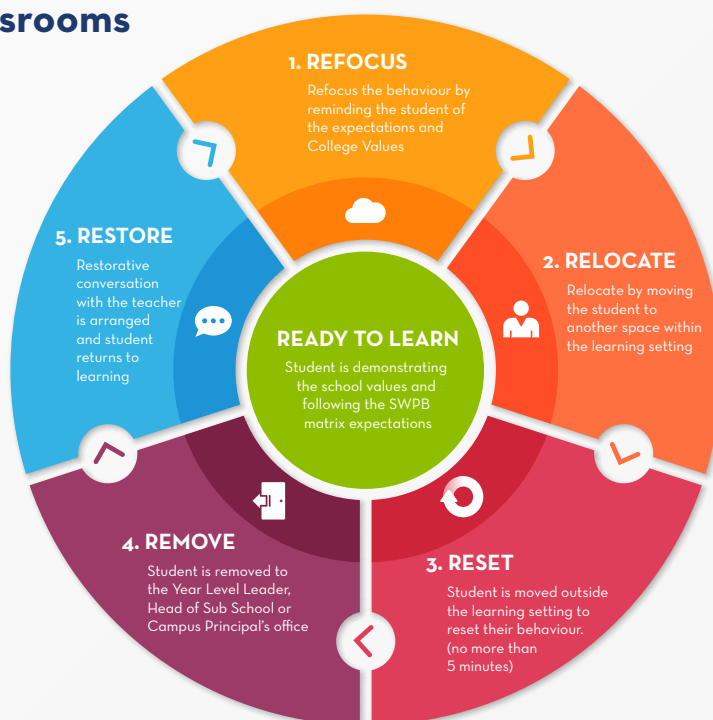 srooms
1. REFOCUS
Refocus the behaviour by
reminding the student of
the expectations and
College Values
2. RELOCATE
Relocate by moving
the student to
another space within
the learning setting
3. RESET
Student is moved outside
the learning setting to
reset their behaviour.
(no more than
5 minutes)
4. REMOVE
Student is removed to
the Year Level Leader,
Head of Sub School or
Campus Principal's office
5. RESTORE
Restorative
conversation
with the teacher
is arranged
and student
returns to
learning
READY TO LEARN
Student is demonstrating
the school values and
following the SWPB
matrix expectations